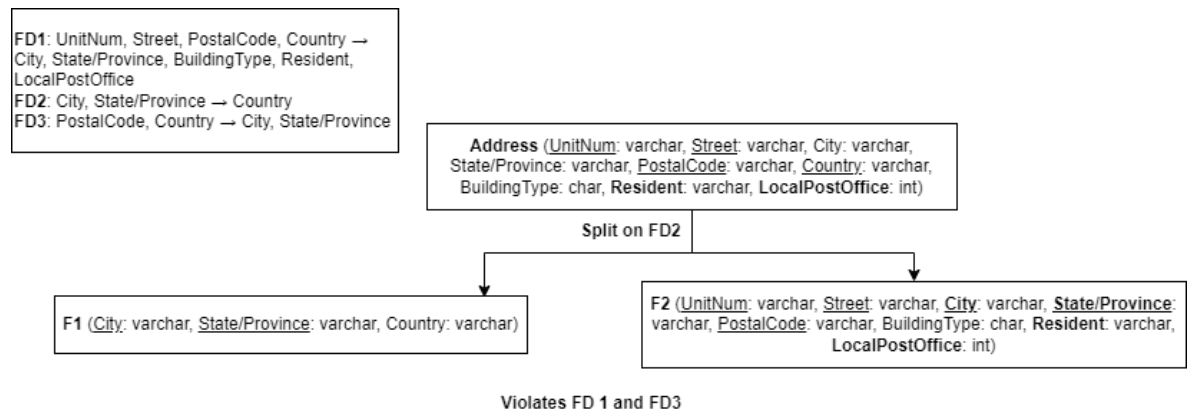 FD1: UnitNum, Street, PostalCode, Country →
City, State/Province, BuildingType, Resident,
LocalPostOffice
FD2: City, State/Province → Country
FD3: PostalCode, Country → City, State/Province
Address (UnitNum: varchar, Street: varchar, City: varchar,
State/Province: varchar, PostalCode: varchar, Country: varchar,
BuildingType: char, Resident: varchar, LocalPostOffice: int)
Split on FD2
F1 (City: varchar, State/Province: varchar, Country: varchar)
F2 (UnitNum: varchar, Street: varchar, City: varchar, State/Province:
varchar, PostalCode: varchar, BuildingType: char, Resident: varchar,
LocalPostOffice: int)
Violates FD 1 and FD3